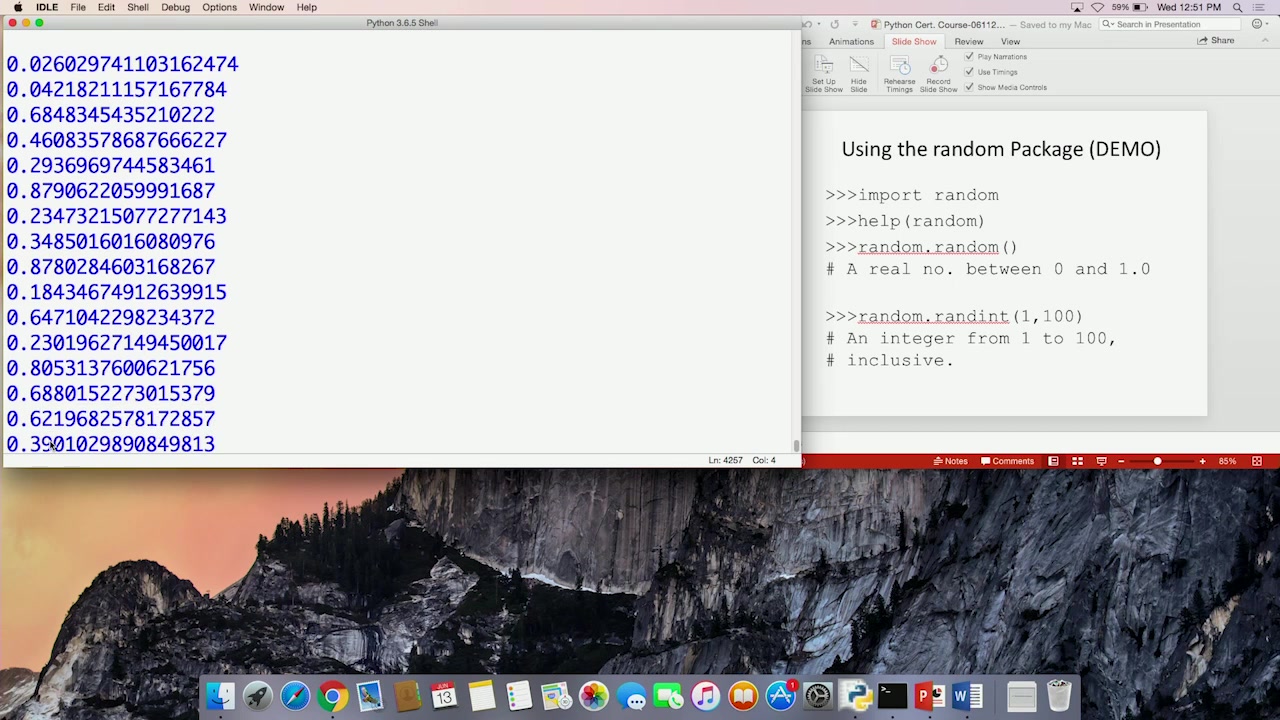 IDLE File Edit Shell Debug Options Window Help
59% Wed 12:51 PM
Python 3.6.5 Shell
0.026029741103162474
0.04218211157167784
0.6848345435210222
0.46083578687666227
0.2936969744583461
0.8790622059991687
0.23473215077277143
0.3485016016080976
0.8780284603168267
0.18434674912639915
0.6471042298234372
0.23019627149450017
0.8053137600621756
0.6880152273015379
0.6219682578172857
0.3901029890849813
Ln: 4257 Col: 4
Python Cert. Course-06112... — Saved to my Mac
Search in Presentation
ns Animations Slide Show Review View
Share
Set Up
Slide Show
Hide
Slide
Rehearse
Timings
Record
Slide Show
Play Narrations
Use Timings
Show Media Controls
Using the random Package (DEMO)
>>>import random
>>>help(random)
>>>random.random()
# A real no. between 0 and 1.0
>>>random.randint(1,100)
# An integer from 1 to 100,
# inclusive.
Notes Comments 85%
JUN
13
1